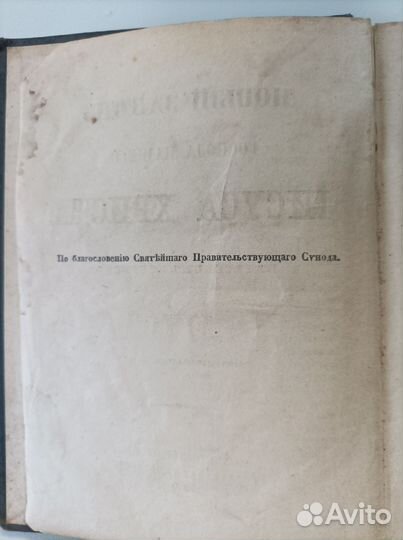 По благословенію Святѣйшаго Правительствующаго Сѵнода.
Avito